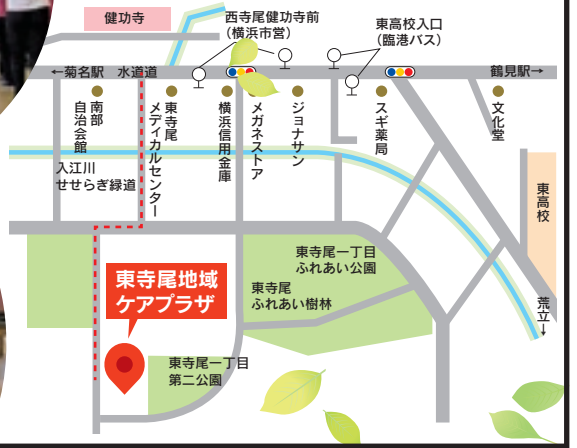 健功寺
西寺尾健功寺前
(横浜市営)
東高校入口
(臨港バス)
←菊名駅
水道道
鶴見駅→
南部
自治会館
東寺尾
メディカルセンター
横浜信用金庫
メガネストア
ジョナサン
スギ薬局
文化堂
入江川
せせらぎ緑道
東高校
東寺尾一丁目
ふれあい公園
東寺尾
ふれあい樹林
東寺尾地域
ケアプラザ
荒立→
東寺尾一丁目
第二公園